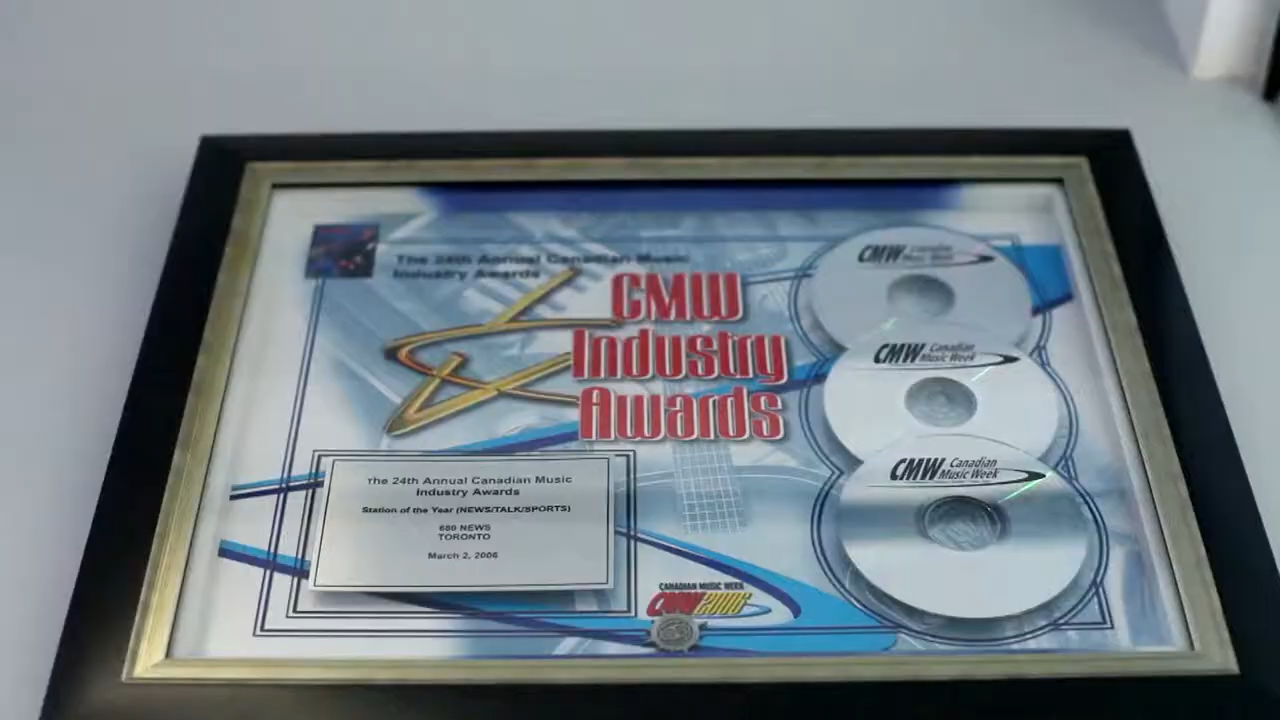 The 24th Annual Canadian Music
Industry Awards
CMW
Industry
Awards
CMW Canadian
Music Week
CMW Canadian
Music Week
CMW Canadian
Music Week
The 24th Annual Canadian Music
Industry Awards
Station of the Year (NEWS/TALK/SPORTS)
680 NEWS
TORONTO
March 2, 2006
CANADIAN MUSIC WEEK
CMW2006